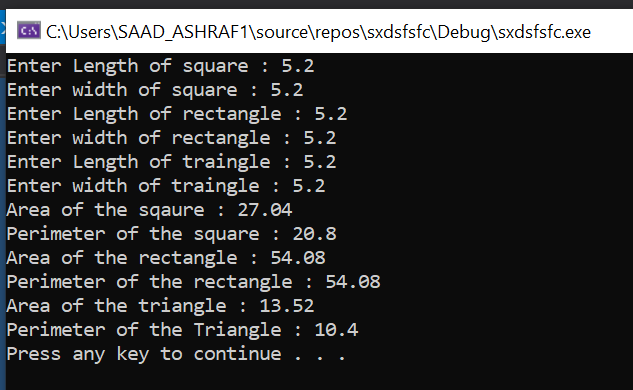 C:\Users\SAAD_ASHRAF1\source\repos\sxdsfsfc\Debug\sxdsfsfc.exe
Enter Length of square : 5.2
Enter width of square : 5.2
Enter Length of rectangle : 5.2
Enter width of rectangle : 5.2
Enter Length of traingle : 5.2
Enter width of traingle : 5.2
Area of the sqaure : 27.04
Perimeter of the square : 20.8
Area of the rectangle : 54.08
Perimeter of the rectangle : 54.08
Area of the triangle : 13.52
Perimeter of the Triangle : 10.4
Press any key to continue . . .